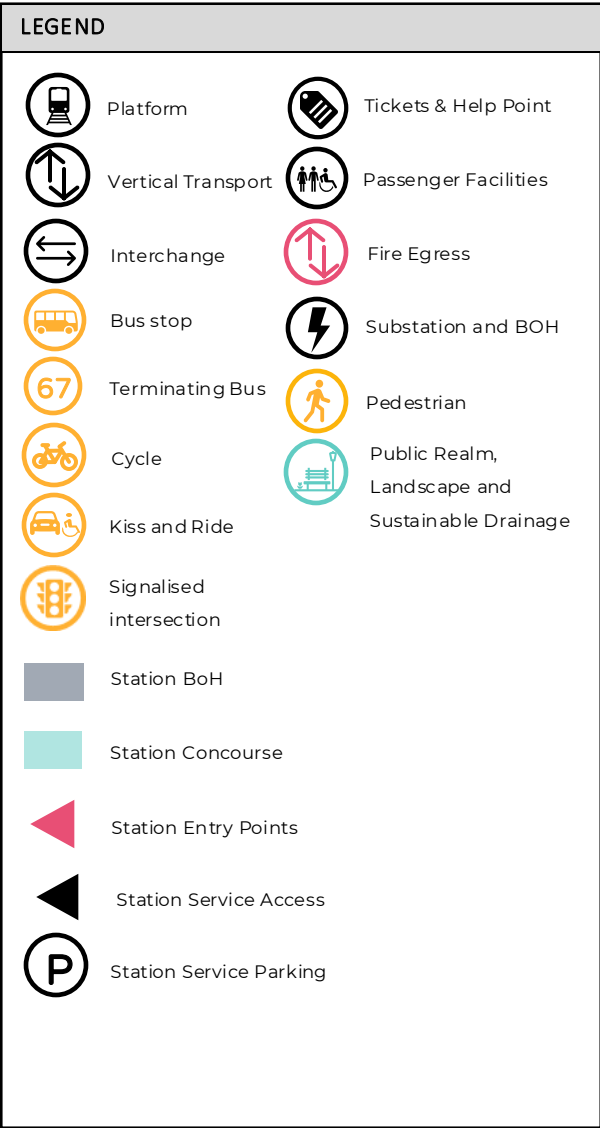 LEGEND
Platform
Vertical Transport
Interchange
Bus stop
67
Terminating Bus
Cycle
Kiss and Ride
Signalised
intersection
Station BoH
Station Concourse
Station Entry Points
Station Service Access
P
Station Service Parking
Tickets & Help Point
Passenger Facilities
Fire Egress
Substation and BOH
Pedestrian
Public Realm,
Landscape and
Sustainable Drainage